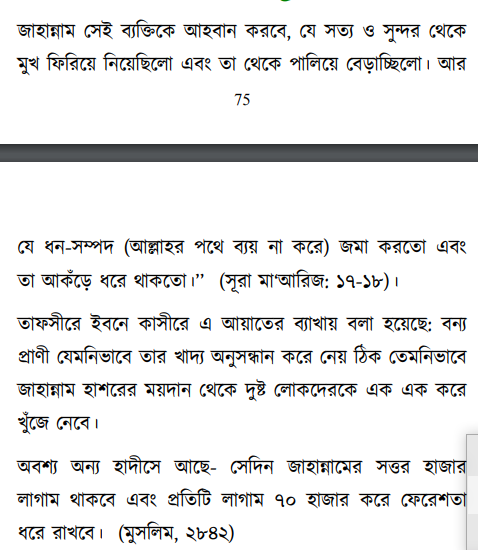 জাহান্নাম সেই ব্যক্তিকে আহবান করবে, যে সত্য ও সুন্দর থেকে
মুখ ফিরিয়ে নিয়েছিলো এবং তা থেকে পালিয়ে বেড়াচ্ছিলো। আর
75
যে ধন-সম্পদ (আল্লাহর পথে ব্যয় না করে) জমা করতো এবং
তা আকঁড়ে ধরে থাকতো।’’ (সূরা মা‘আরিজ: ১৭-১৮)।
তাফসীরে ইবনে কাসীরে এ আয়াতের ব্যাখায় বলা হয়েছে: বন্য
প্রাণী যেমনিভাবে তার খাদ্য অনুসন্ধান করে নেয় ঠিক তেমনিভাবে
জাহান্নাম হাশরের ময়দান থেকে দুষ্ট লোকদেরকে এক এক করে
খুঁজে নেবে।
অবশ্য অন্য হাদীসে আছে- সেদিন জাহান্নামের সত্তর হাজার
লাগাম থাকবে এবং প্রতিটি লাগাম ৭০ হাজার করে ফেরেশতা
ধরে রাখবে। (মুসলিম, ২৮৪২)